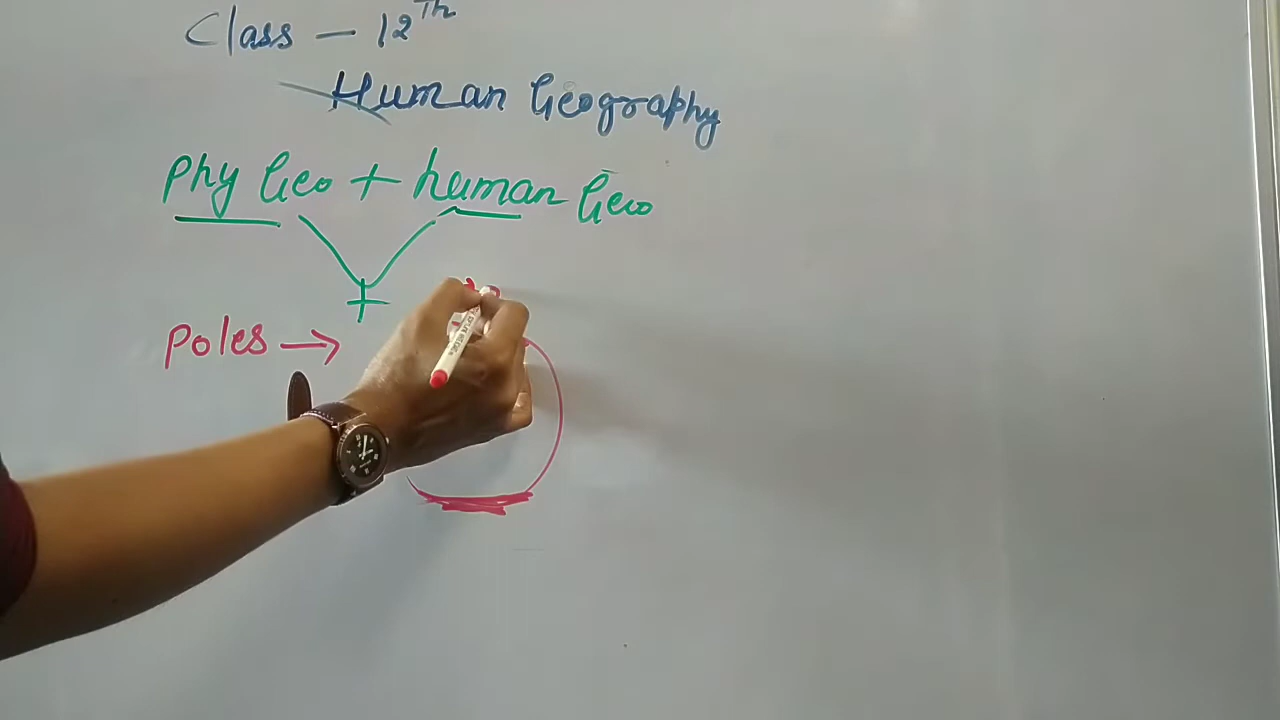 Class - 12Th
Human Geography
Phy Geo + human Geo
Poles →